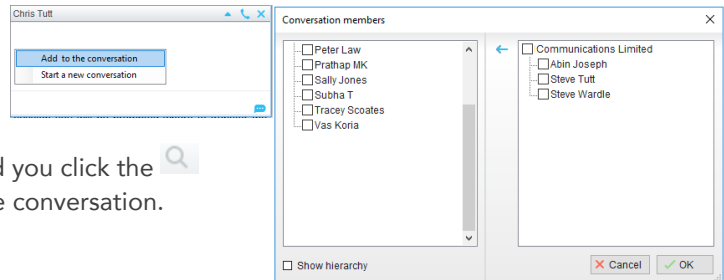 Chris Tutt
Add to the conversation
Start a new conversation
d you click the
e conversation.
Conversation members
Peter Law
Prathap MK
Sally Jones
Subha T
Tracey Scoates
Vas Koria
Show hierarchy
Communications Limited
Abin Joseph
Steve Tutt
Steve Wardle
Cancel
OK